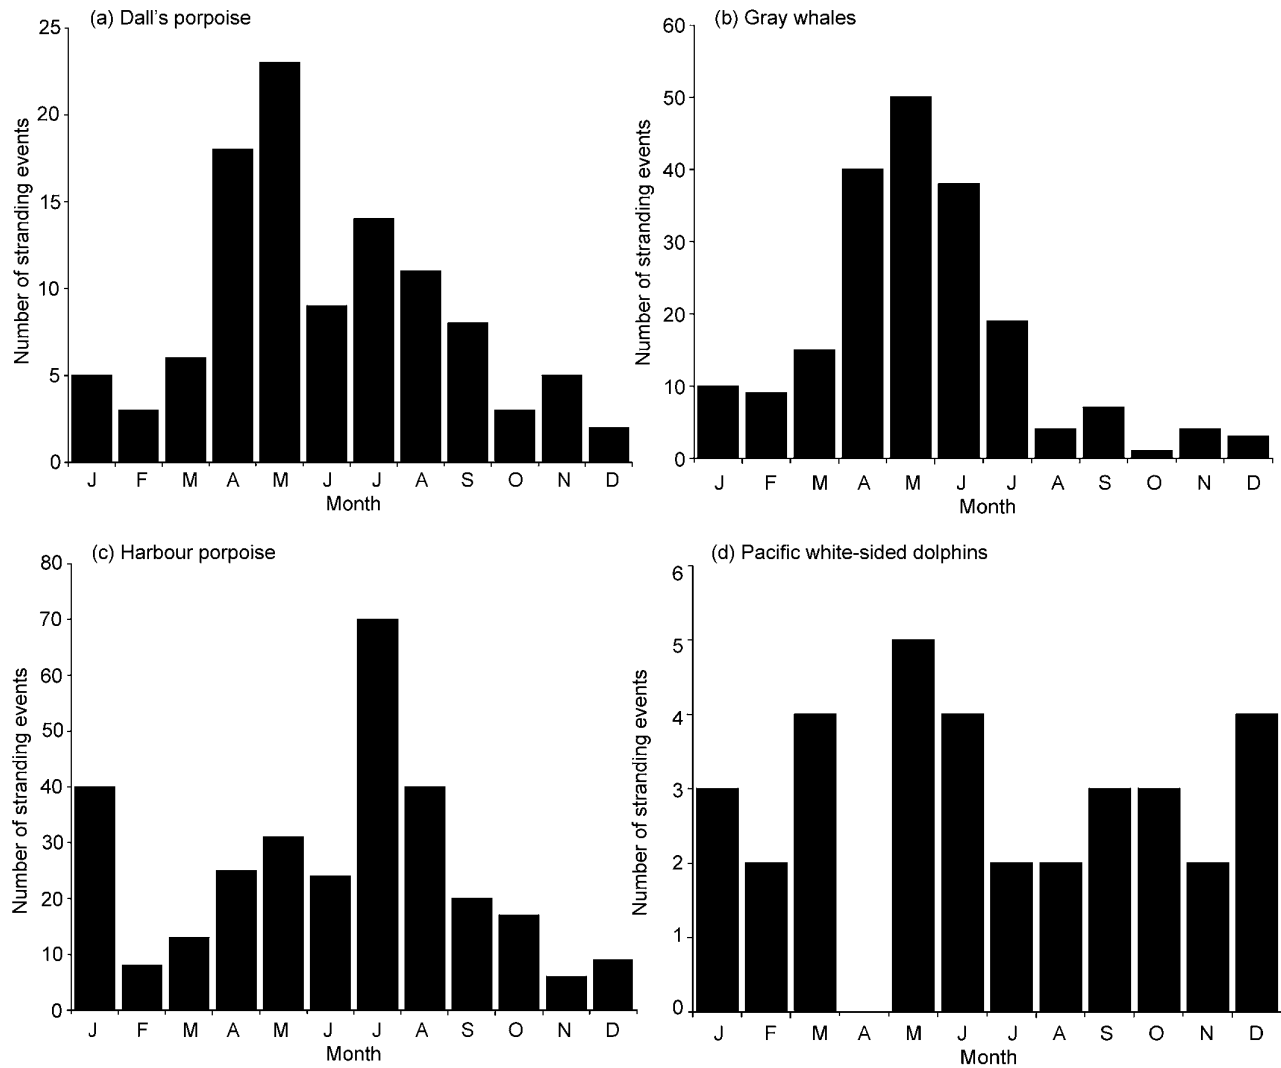 (a) Dall's porpoise
Number of stranding events
25
20
15
10
5
0
J F M A M J J A S O N D
Month
(b) Gray whales
Number of stranding events
60
50
40
30
20
10
0
J F M A M J J A S O N D
Month
(c) Harbour porpoise
Number of stranding events
80
70
60
50
40
30
20
10
0
J F M A M J J A S O N D
Month
(d) Pacific white-sided dolphins
Number of stranding events
6
5
4
3
2
1
0
J F M A M J J A S O N D
Month